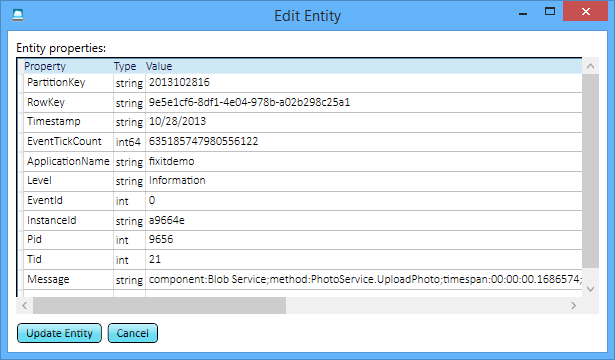 Edit Entity
Entity properties:
Property Type Value
PartitionKey string 2013102816
RowKey string 9e5e1cf6-8df1-4e04-978b-a02b298c25a1
Timestamp string 10/28/2013
EventTickCount int64 635185747980556122
ApplicationName string fixitdemo
Level string Information
EventId int 0
InstanceId string a9664e
Pid int 9656
Tid int 21
Message string component:Blob Service;method:PhotoService.UploadPhoto;timespan:00:00:00.1686574;
Update Entity Cancel